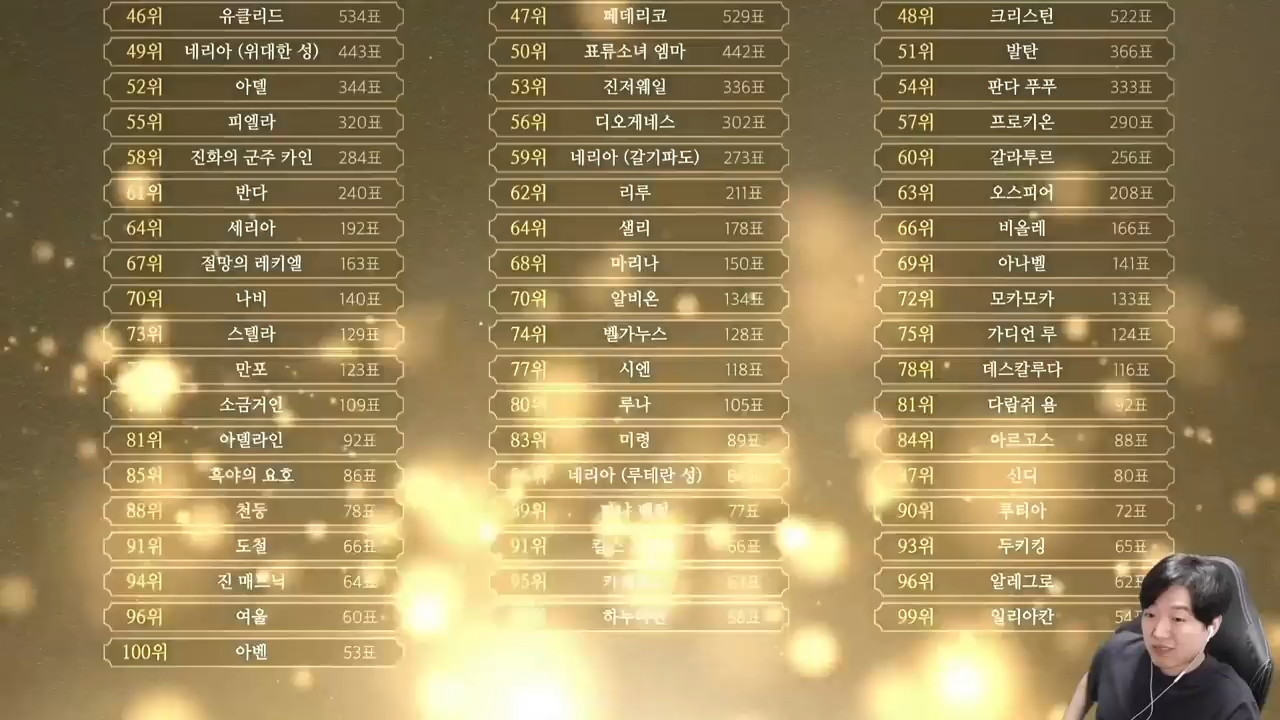 46위 유클리드 534표
47위 페데리코 529표
48위 크리스틴 522표
49위 네리아 (위대한 성) 443표
50위 표류소녀 엠마 442표
51위 발탄 366표
52위 아델 344표
53위 진저웨일 336표
54위 판다 푸푸 333표
55위 피엘라 320표
56위 디오게네스 302표
57위 프로키온 290표
58위 진화의 군주 카인 284표
59위 네리아 (갈기파도) 273표
60위 갈라투르 256표
61위 반다 240표
62위 리루 211표
63위 오스피어 208표
64위 세리아 192표
64위 샐리 178표
66위 비올레 166표
67위 절망의 레키엘 163표
68위 마리나 150표
69위 아나벨 141표
70위 나비 140표
70위 알비온 134표
72위 모카모카 133표
73위 스텔라 129표
74위 벨가누스 128표
75위 가디언 루 124표
만포 123표
77위 시엔 118표
78위 데스칼루다 116표
소금거인 109표
80위 루나 105표
81위 다람쥐 욤 92표
81위 아델라인 92표
83위 미령 89표
84위 아르고스 88표
85위 흑야의 요호 86표
네리아 (루테란 성)
신디 80표
88위 천둥 78표
77표
90위 루티아 72표
91위 도철 66표
91위 66표
93위 두키킹 65표
94위 진 매드닉 64표
95위
96위 알레그로 62표
96위 여울 60표
99위 일리아칸
100위 아벤 53표